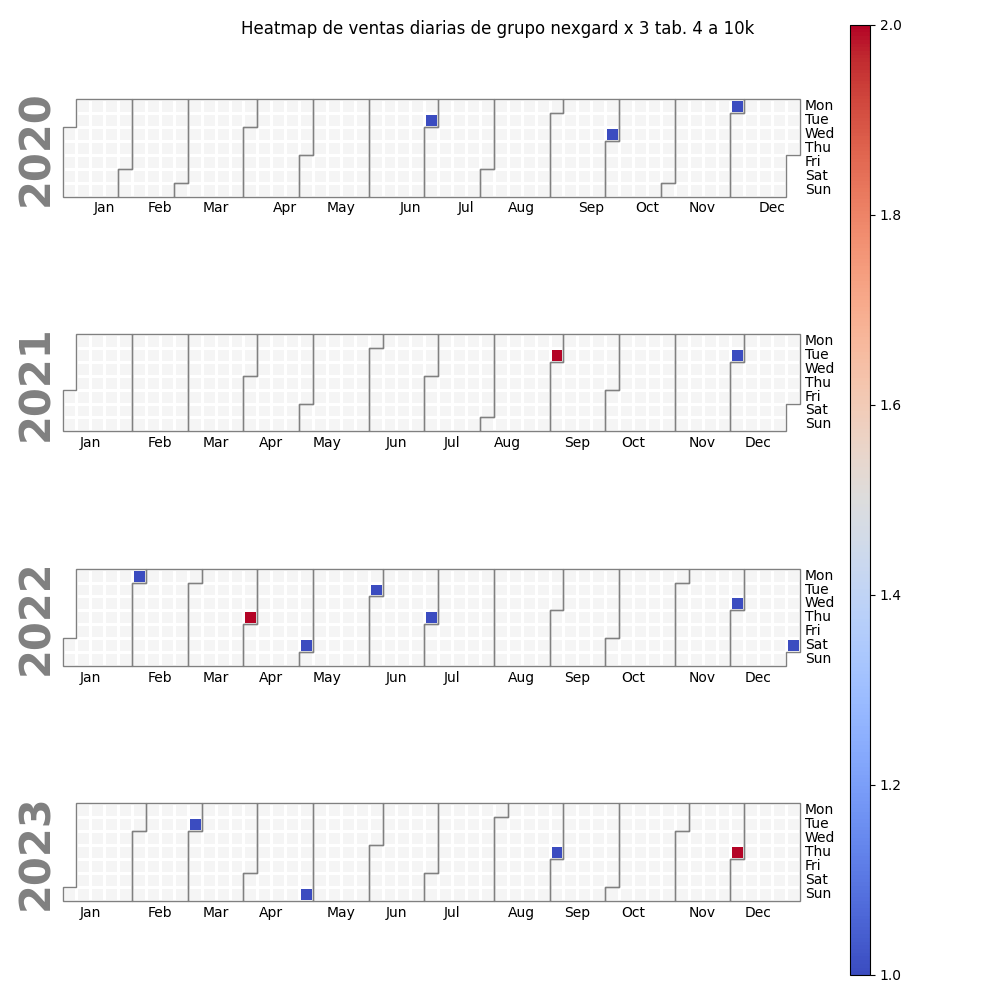 Heatmap de ventas diarias de grupo nexgard x 3 tab. 4 a 10k
2020
Mon
Tue
Wed
Thu
Fri
Sat
Sun
Jan Feb Mar Apr May Jun Jul Aug Sep Oct Nov Dec
2021
Mon
Tue
Wed
Thu
Fri
Sat
Sun
Jan Feb Mar Apr May Jun Jul Aug Sep Oct Nov Dec
2022
Mon
Tue
Wed
Thu
Fri
Sat
Sun
Jan Feb Mar Apr May Jun Jul Aug Sep Oct Nov Dec
2023
Mon
Tue
Wed
Thu
Fri
Sat
Sun
Jan Feb Mar Apr May Jun Jul Aug Sep Oct Nov Dec
2.0
1.8
1.6
1.4
1.2
1.0